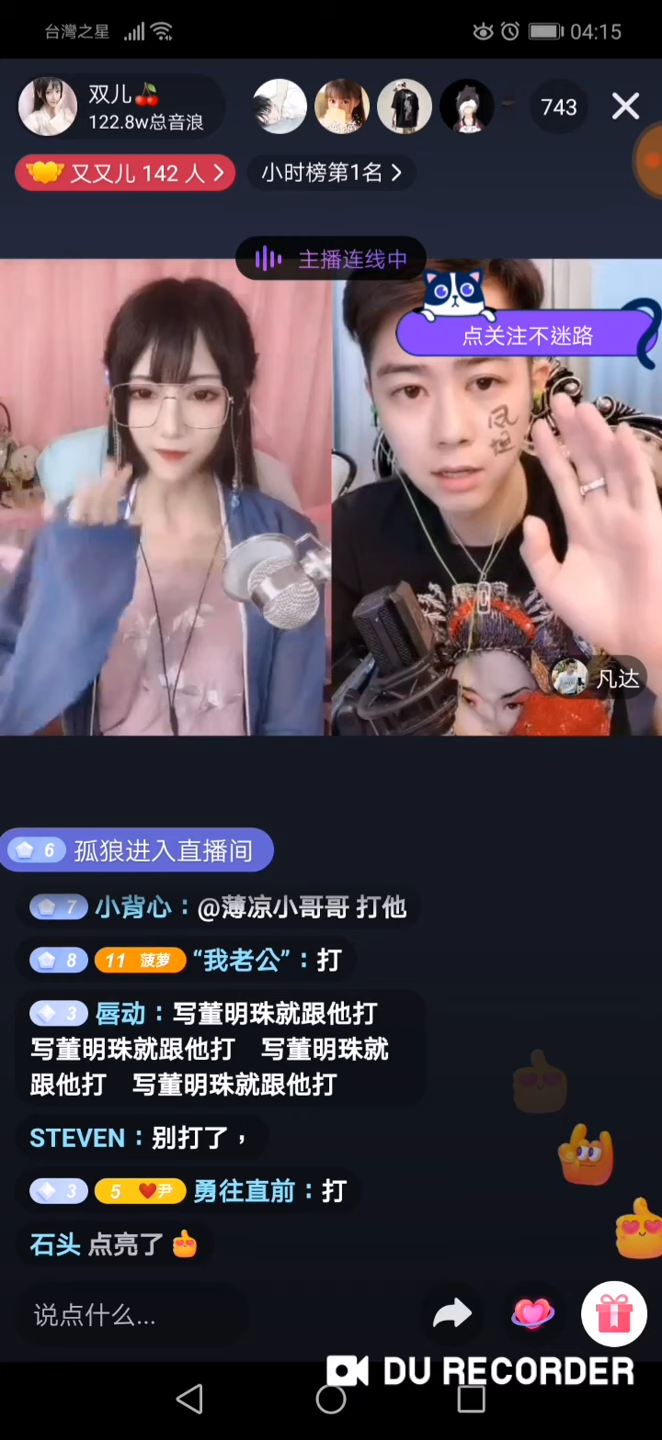 台灣之星
04:15
双儿🍒
122.8w总音浪
743
又又儿 142 人 >
小时榜第1名 >
主播连线中
点关注不迷路
凡达
6 孤狼进入直播间
7 小背心：@薄凉小哥哥 打他
8 11 菠萝 “我老公”：打
3 唇动：写董明珠就跟他打
写董明珠就跟他打 写董明珠就
跟他打 写董明珠就跟他打
STEVEN：别打了，
3 5 ❤️尹 勇往直前：打
石头 点亮了
说点什么...
DU RECORDER